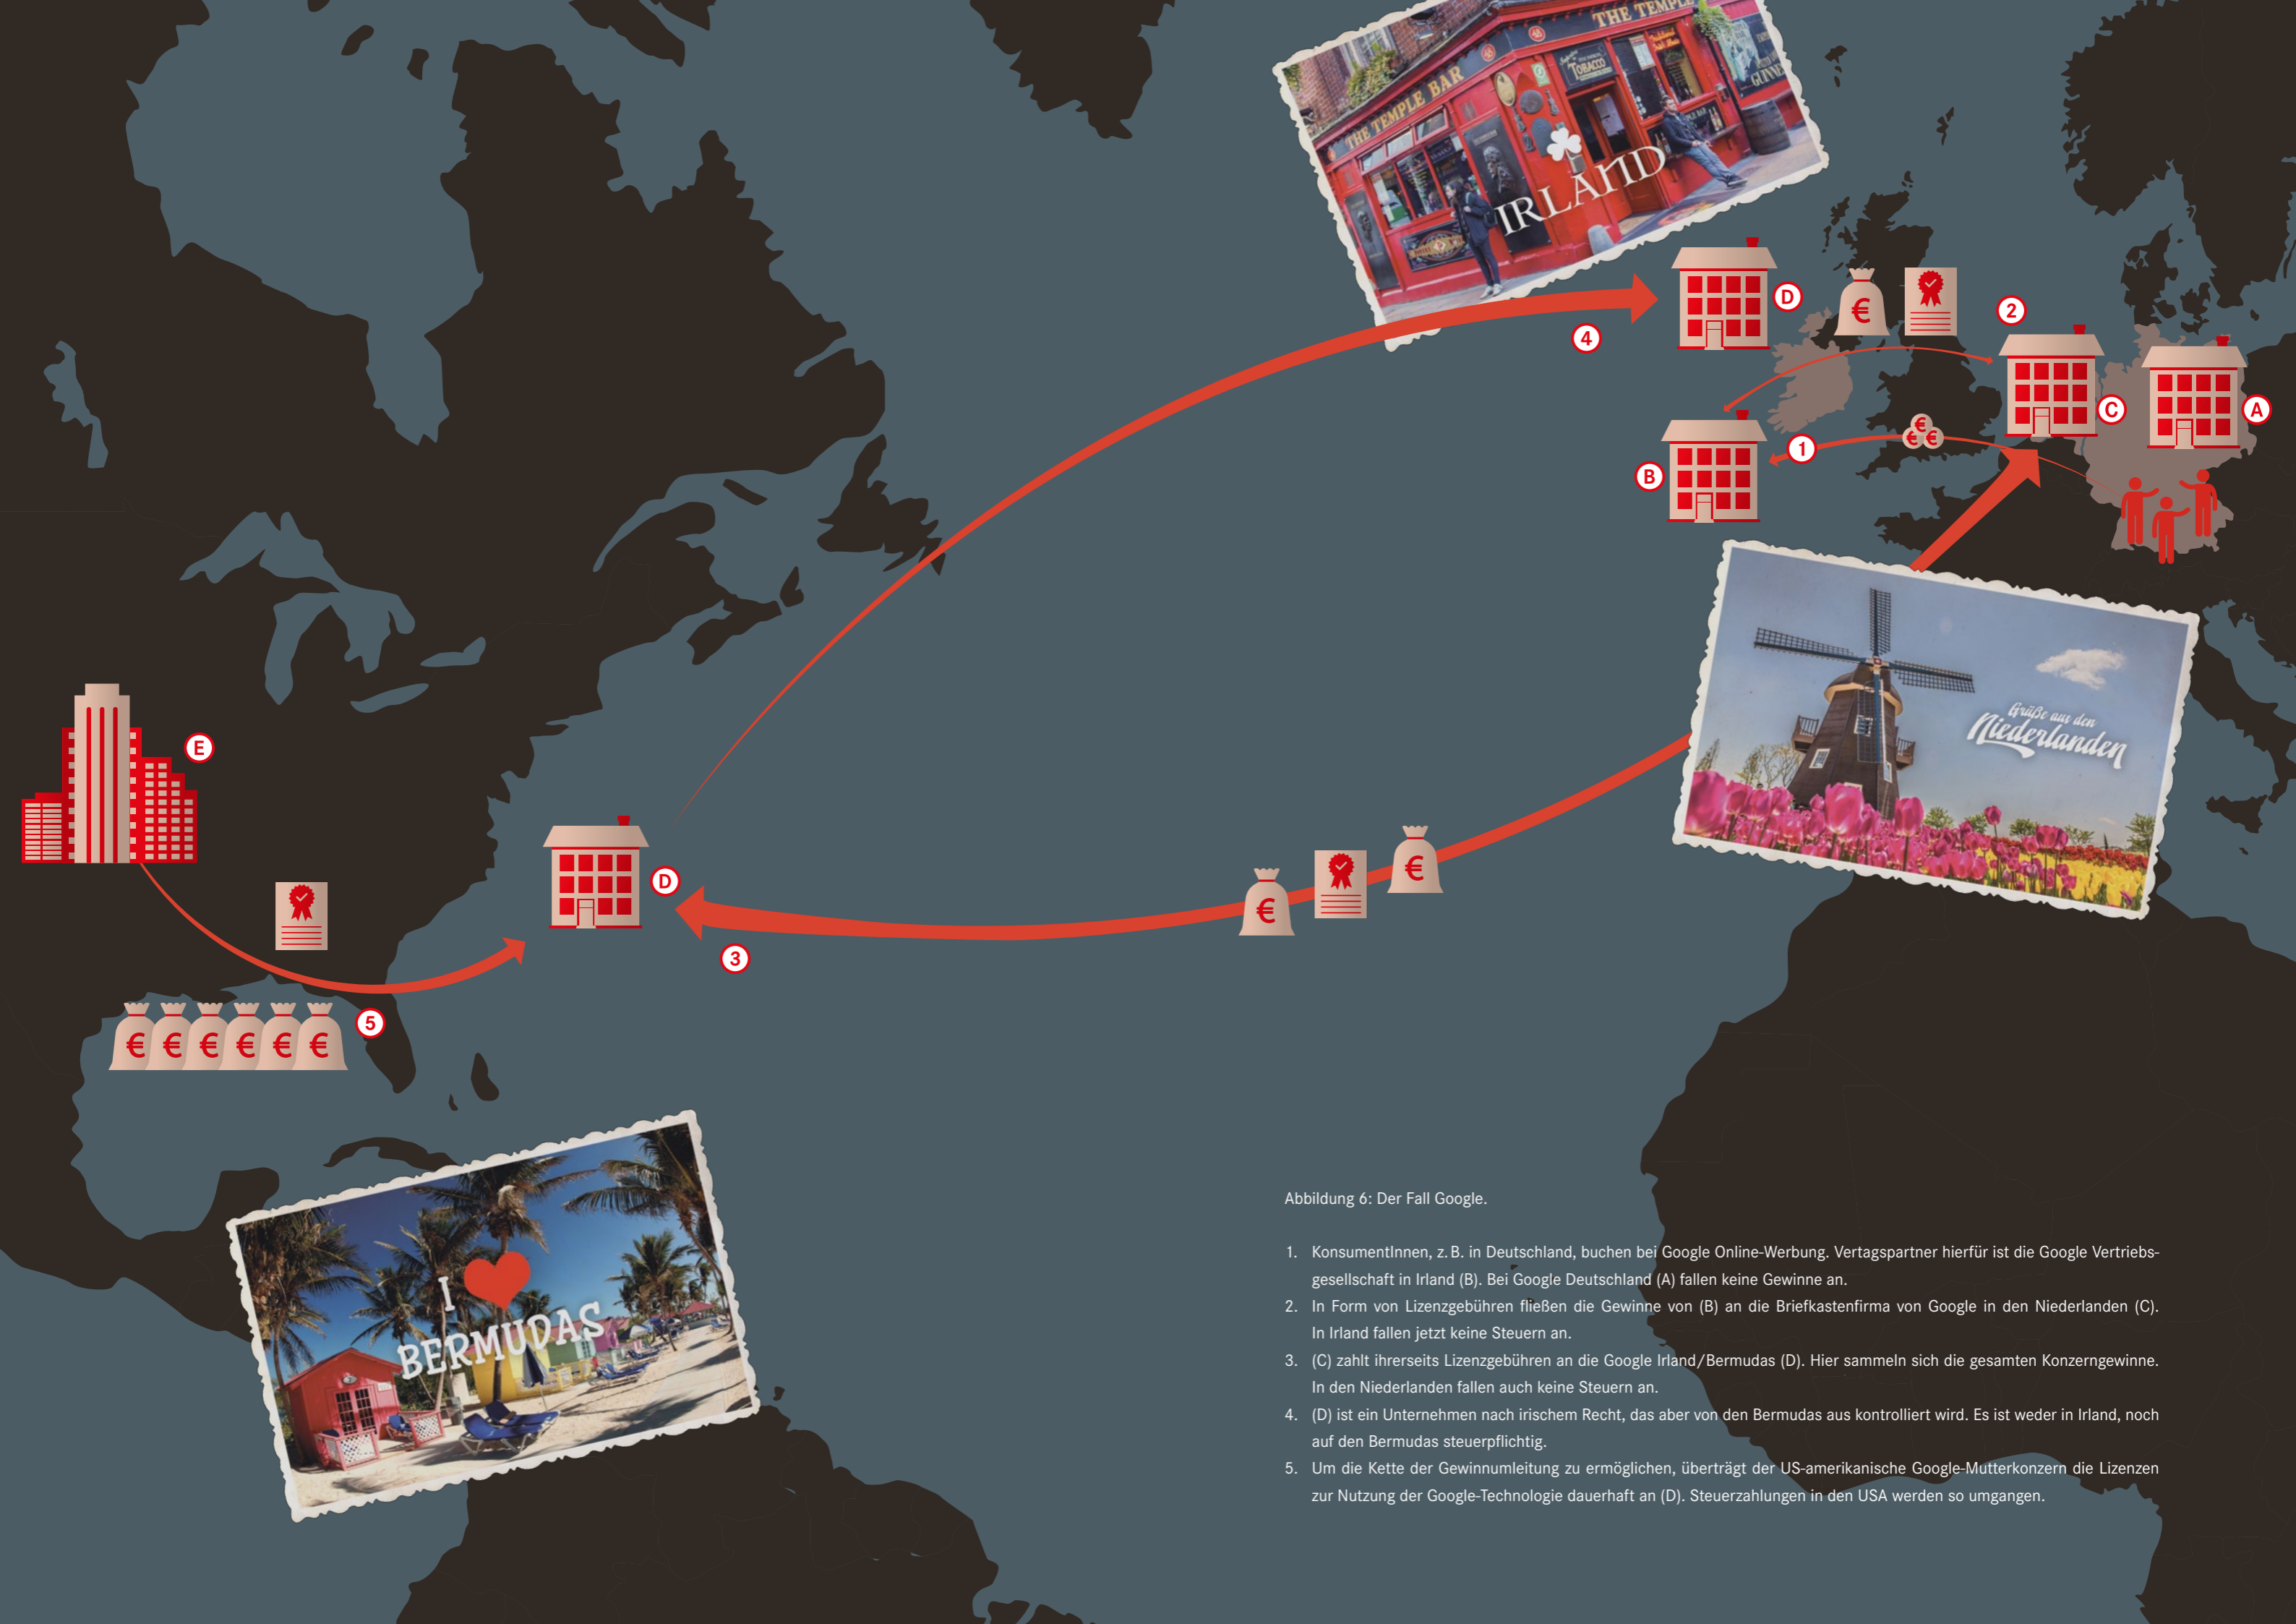 THE TEMPLE BAR
THE TEMPLE
TOBACCO
GUINNE
IRLAND
D
4
€
2
C
A
B
1
€
€ €
Grüße aus den
Niederlanden
E
D
3
€
€
5
€ € € € € €
I
BERMUDAS
Abbildung 6: Der Fall Google.
1. KonsumentInnen, z. B. in Deutschland, buchen bei Google Online-Werbung. Vertagspartner hierfür ist die Google Vertriebs-
gesellschaft in Irland (B). Bei Google Deutschland (A) fallen keine Gewinne an.
2. In Form von Lizenzgebühren fließen die Gewinne von (B) an die Briefkastenfirma von Google in den Niederlanden (C).
In Irland fallen jetzt keine Steuern an.
3. (C) zahlt ihrerseits Lizenzgebühren an die Google Irland/Bermudas (D). Hier sammeln sich die gesamten Konzerngewinne.
In den Niederlanden fallen auch keine Steuern an.
4. (D) ist ein Unternehmen nach irischem Recht, das aber von den Bermudas aus kontrolliert wird. Es ist weder in Irland, noch
auf den Bermudas steuerpflichtig.
5. Um die Kette der Gewinnumleitung zu ermöglichen, überträgt der US-amerikanische Google-Mutterkonzern die Lizenzen
zur Nutzung der Google-Technologie dauerhaft an (D). Steuerzahlungen in den USA werden so umgangen.